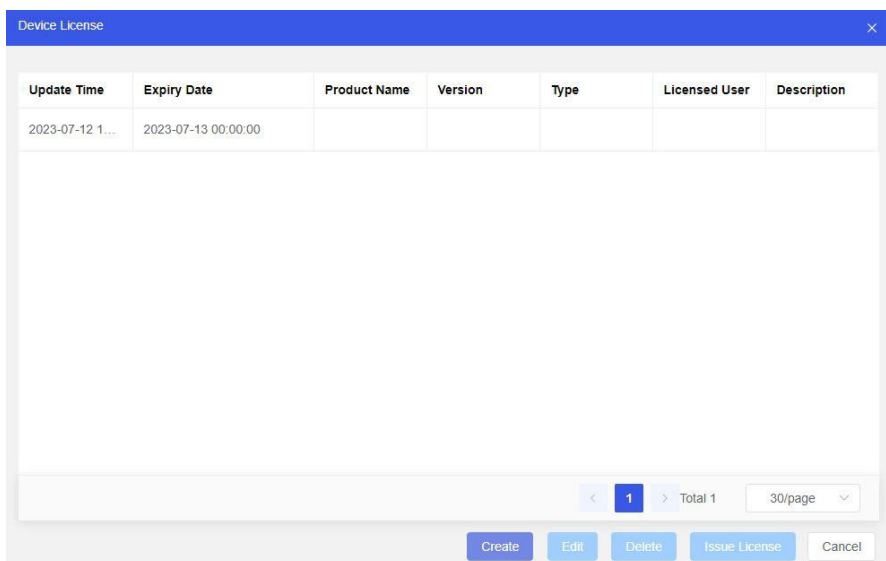 Device License
Update Time Expiry Date Product Name Version Type Licensed User Description
2023-07-12 1... 2023-07-13 00:00:00
1 Total 1 30/page
Create Edit Delete Issue License Cancel